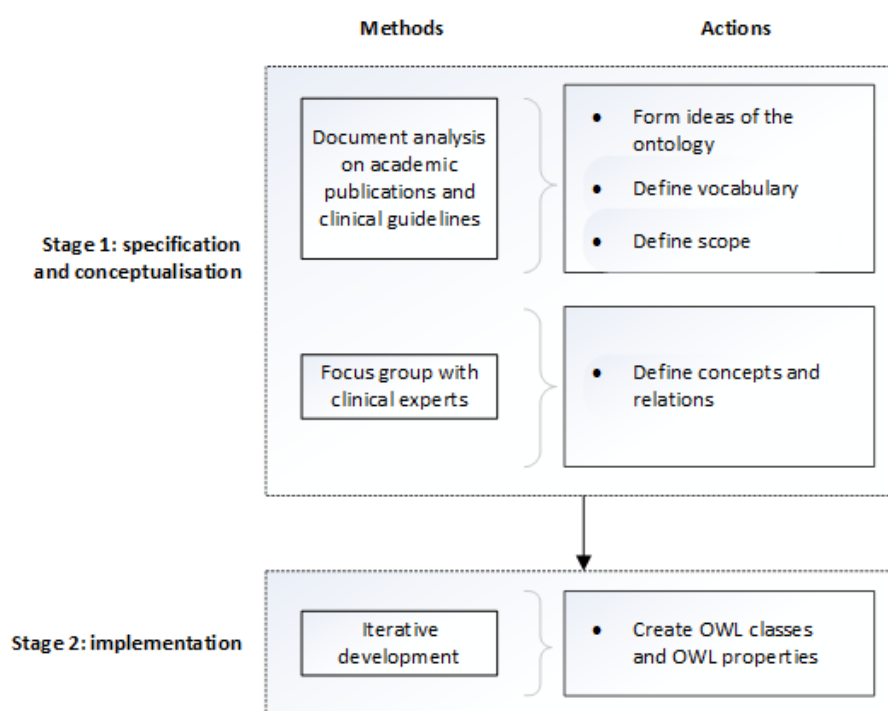 Methods
Actions
Document analysis
on academic
publications and
clinical guidelines
• Form ideas of the
ontology
• Define vocabulary
• Define scope
Stage 1: specification
and conceptualisation
Focus group with
clinical experts
• Define concepts and
relations
Stage 2: implementation
Iterative
development
• Create OWL classes
and OWL properties